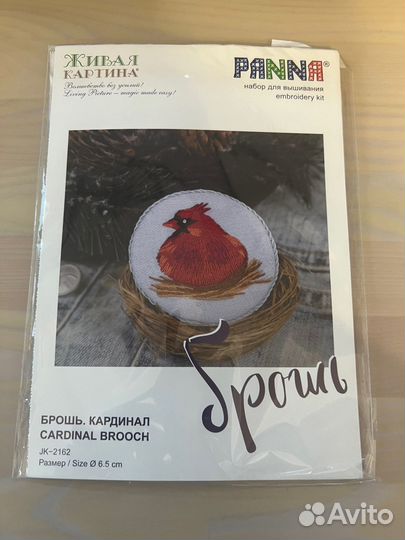 ЖИВАЯ
КАРТИНА®
Волшебство без усилий!
Living Picture – magic made easy!
PANNA®
набор для вышивания
embroidery kit
брошь
БРОШЬ. КАРДИНАЛ
CARDINAL BROOCH
JK-2162
Размер / Size Ø 6.5 cm
Avito